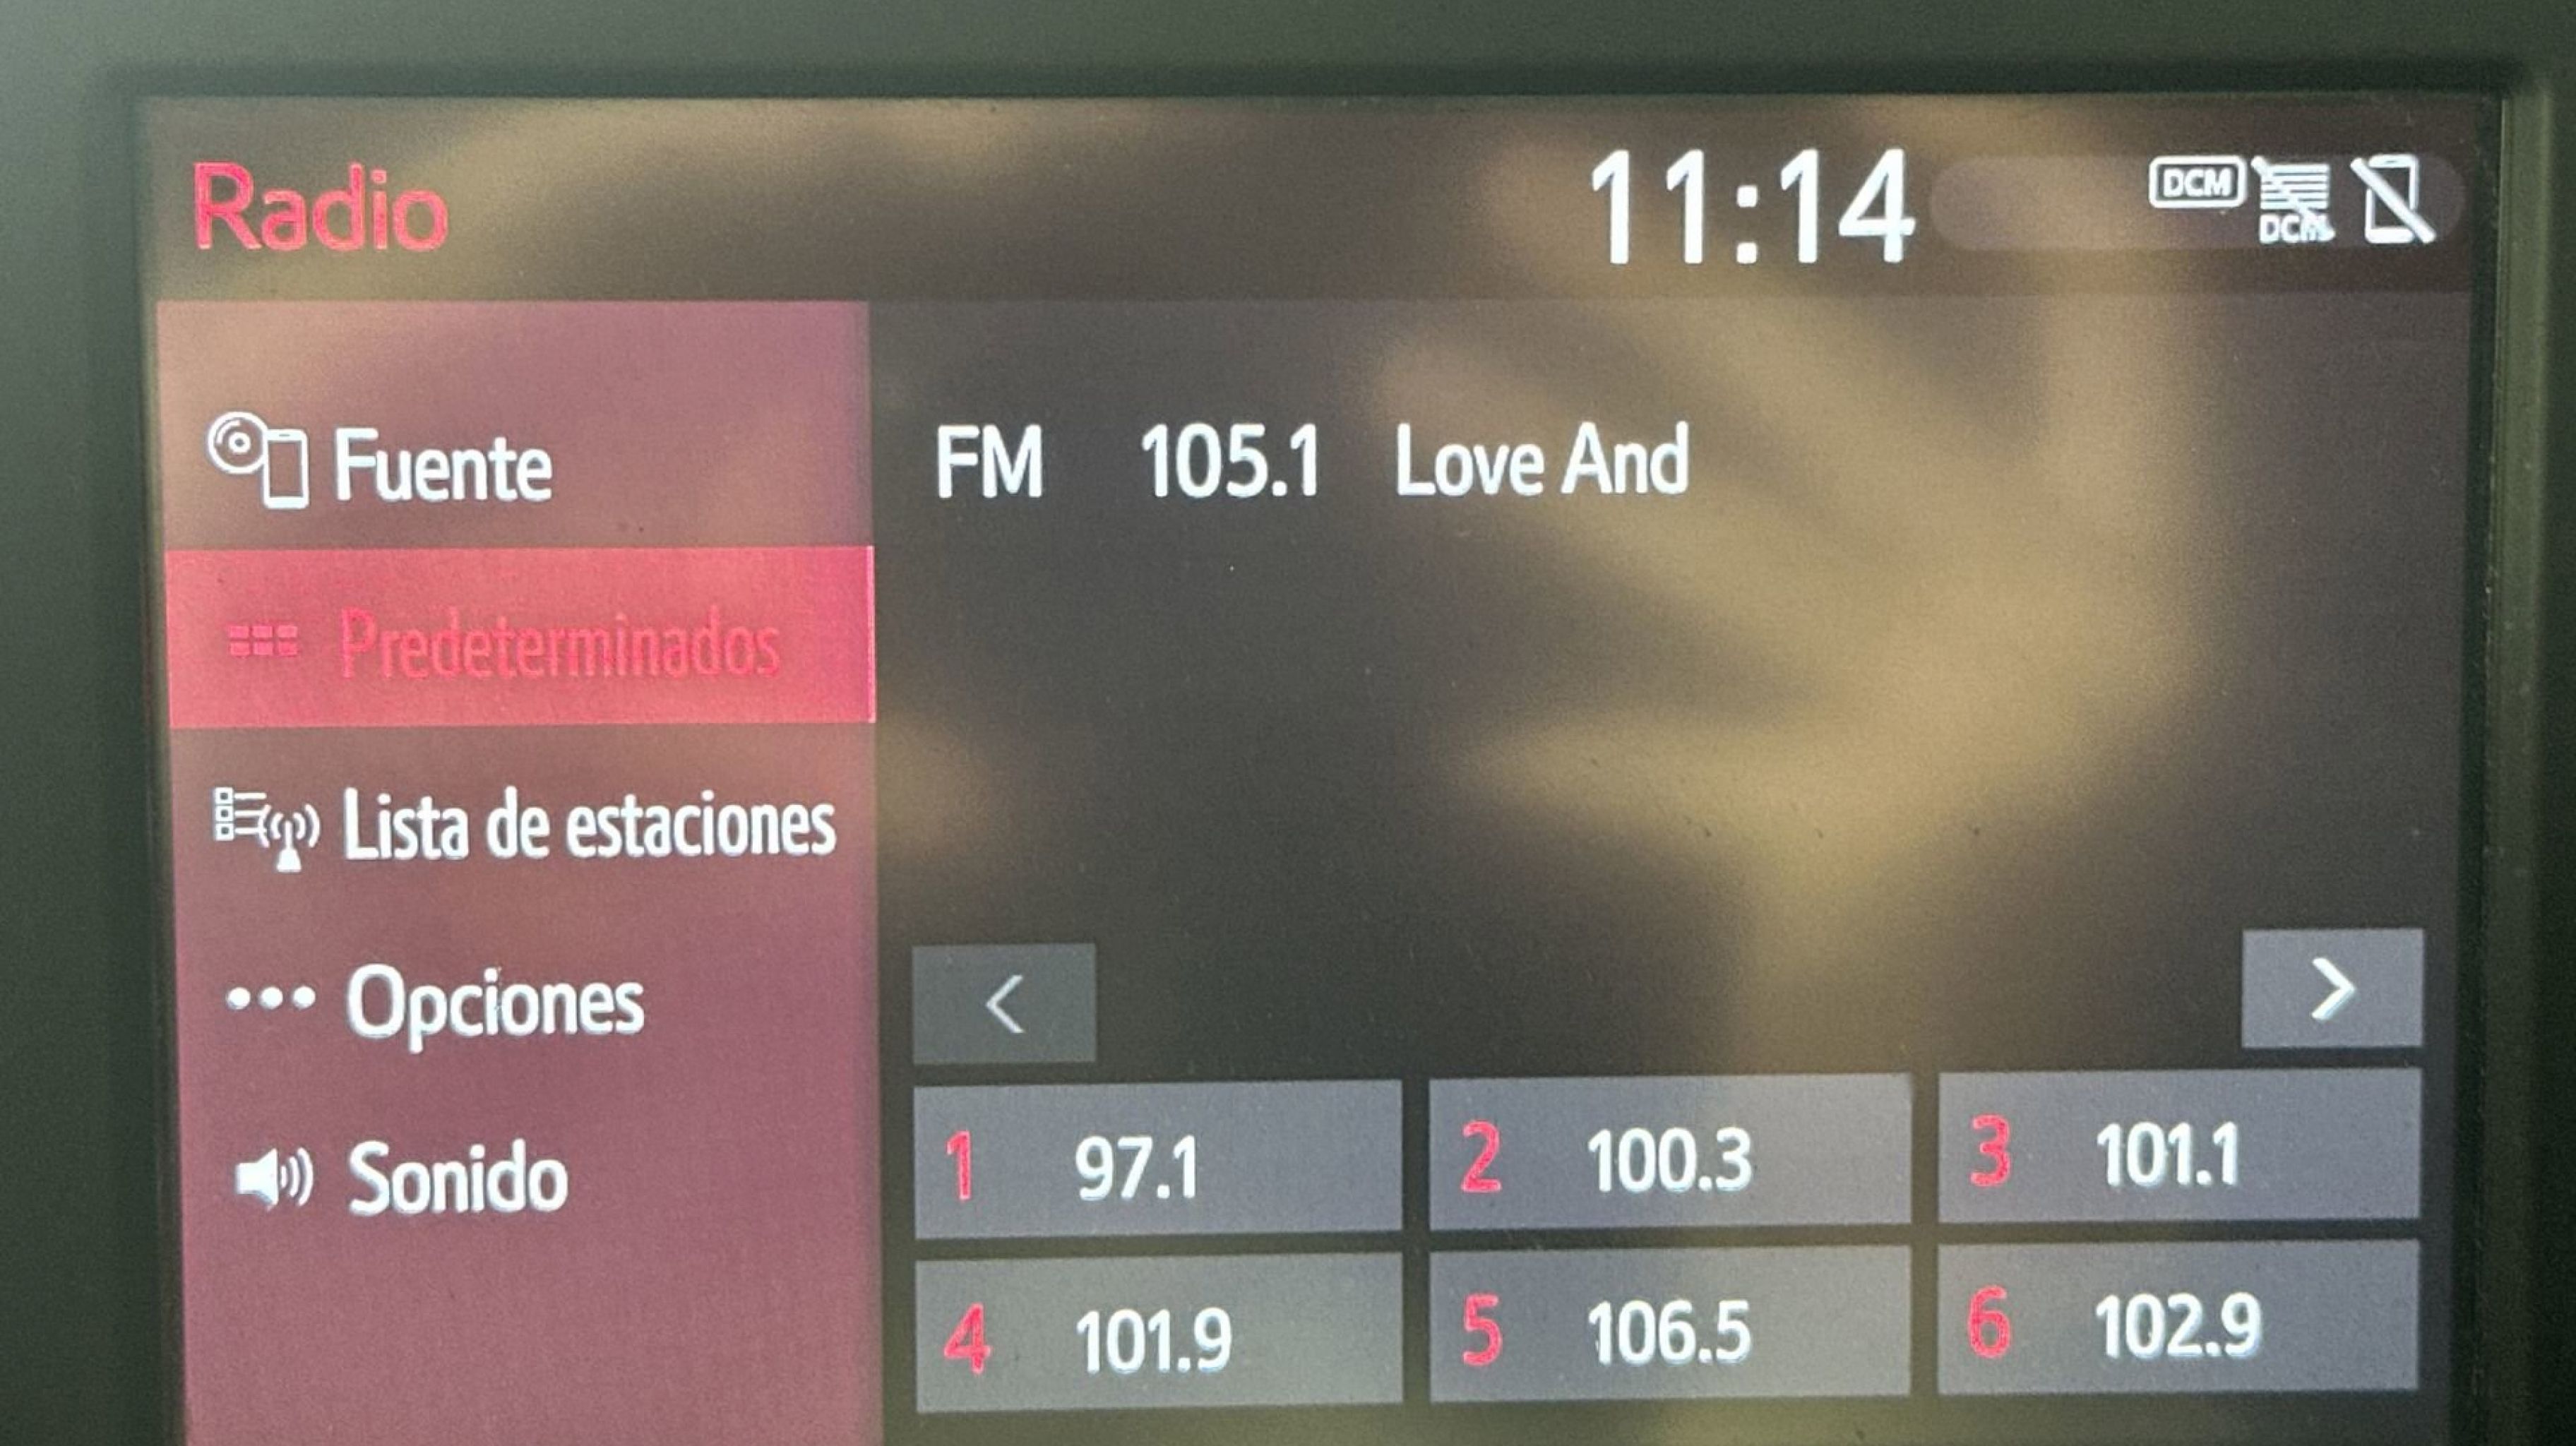 Radio
11:14
DCM
DCM
Fuente
Predeterminados
Lista de estaciones
Opciones
Sonido
FM 105.1 Love And
1 97.1
2 100.3
3 101.1
4 101.9
5 106.5
6 102.9